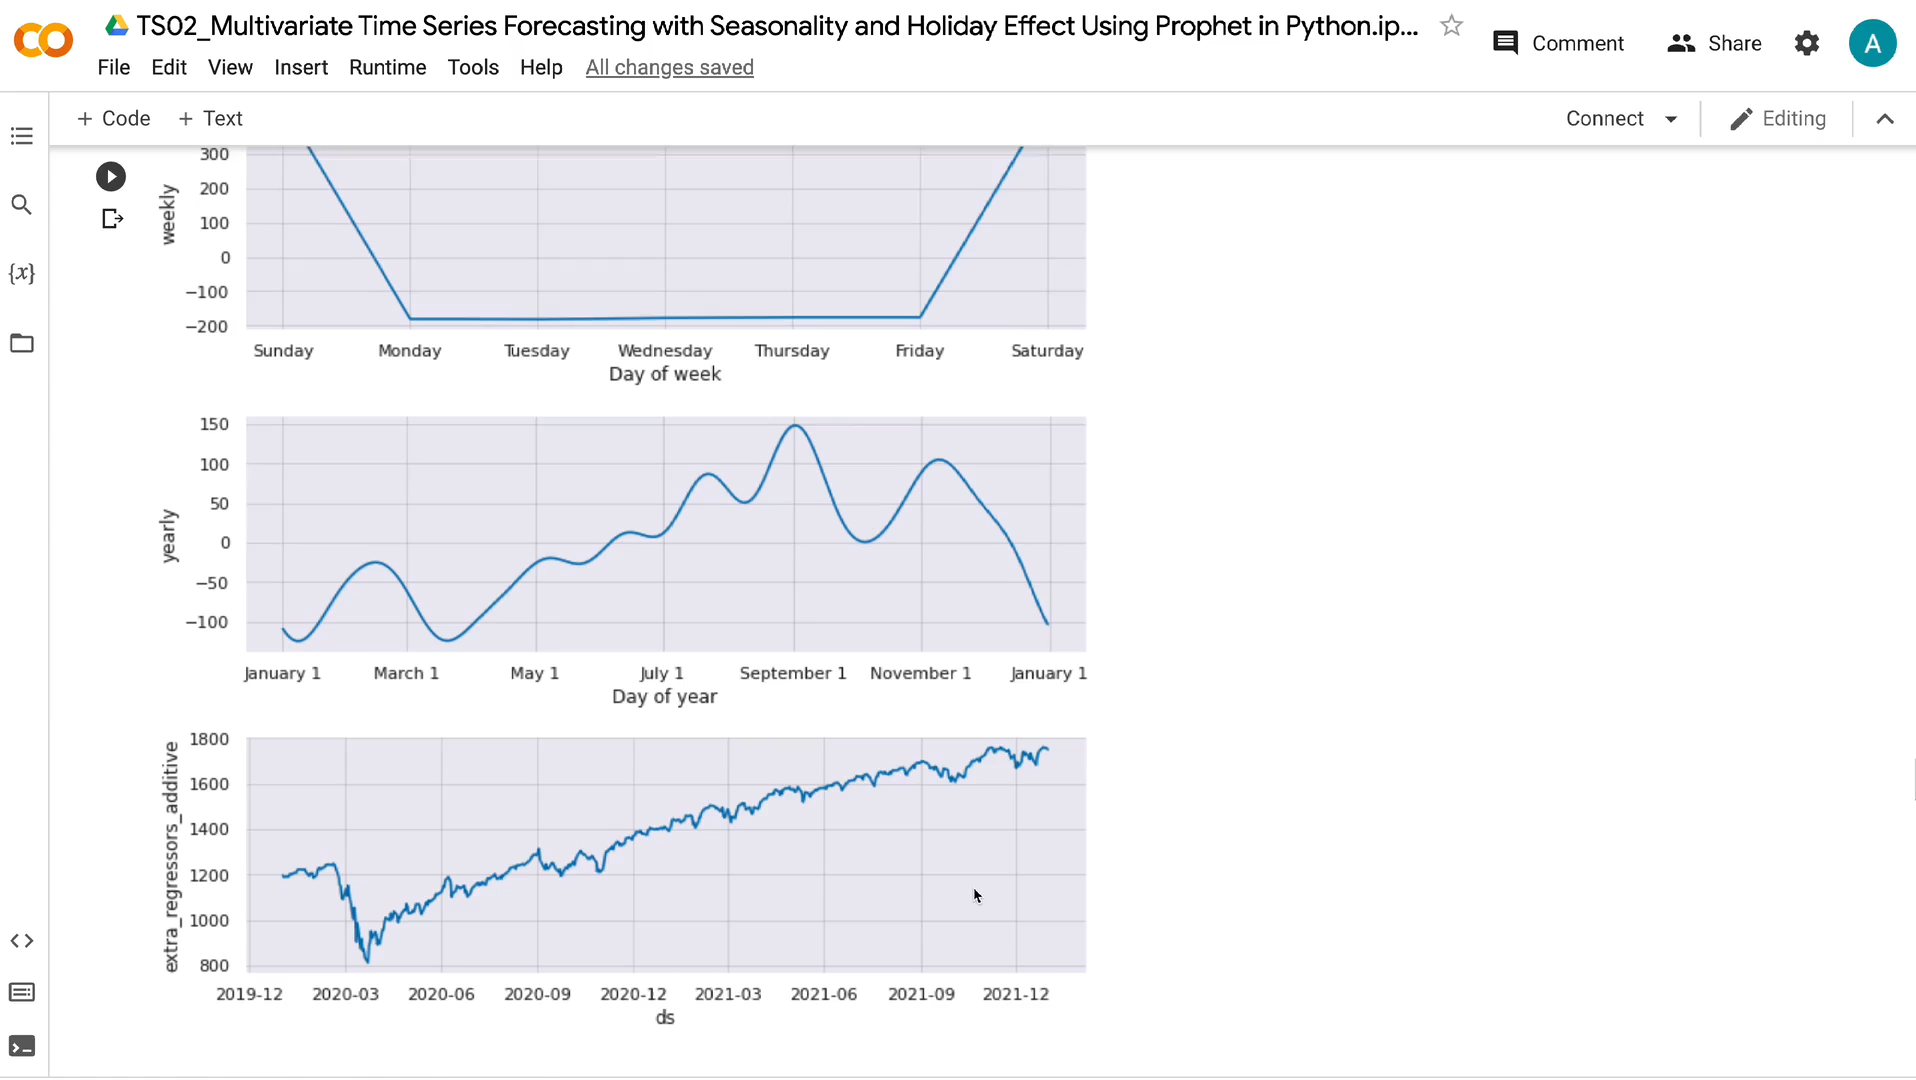 TS02_Multivariate Time Series Forecasting with Seasonality and Holiday Effect Using Prophet in Python.ip...
Comment
Share
A
File Edit View Insert Runtime Tools Help All changes saved
+ Code + Text
Connect
Editing
{x}
weekly
300
200
100
0
−100
−200
Sunday Monday Tuesday Wednesday Thursday Friday Saturday
Day of week
yearly
150
100
50
0
−50
−100
January 1 March 1 May 1 July 1 September 1 November 1 January 1
Day of year
extra_regressors_additive
1800
1600
1400
1200
1000
800
2019-12 2020-03 2020-06 2020-09 2020-12 2021-03 2021-06 2021-09 2021-12
ds